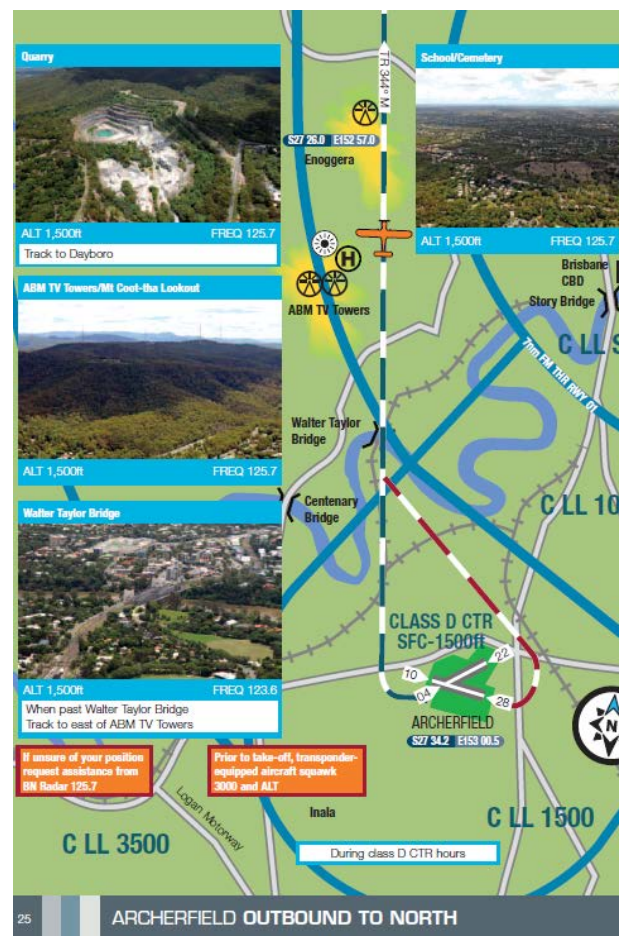 Quarry
ALT 1,500ft FREQ 125.7
Track to Dayboro
ABM TV Towers/Mt Coot-tha Lookout
ALT 1,500ft FREQ 125.7
Walter Taylor Bridge
ALT 1,500ft FREQ 123.6
When past Walter Taylor Bridge
Track to east of ABM TV Towers
If unsure of your position
request assistance from
BN Radar 125.7
Prior to take-off, transponder-
equipped aircraft squawk
3000 and ALT
TR 344° M
S27 26.0 E152 57.0
Enoggera
H
ABM TV Towers
School/Cemetery
ALT 1,500ft FREQ 125.7
Brisbane
CBD
Story Bridge
C LL
7nm FM THR RWY 01
Walter Taylor
Bridge
Centenary
Bridge
C LL 10
CLASS D CTR
SFC-1500ft
22
10
04
28
ARCHERFIELD
S27 34.2 E153 00.5
N
Inala
Logan Motorway
C LL 3500
C LL 1500
During class D CTR hours
25 ARCHERFIELD OUTBOUND TO NORTH